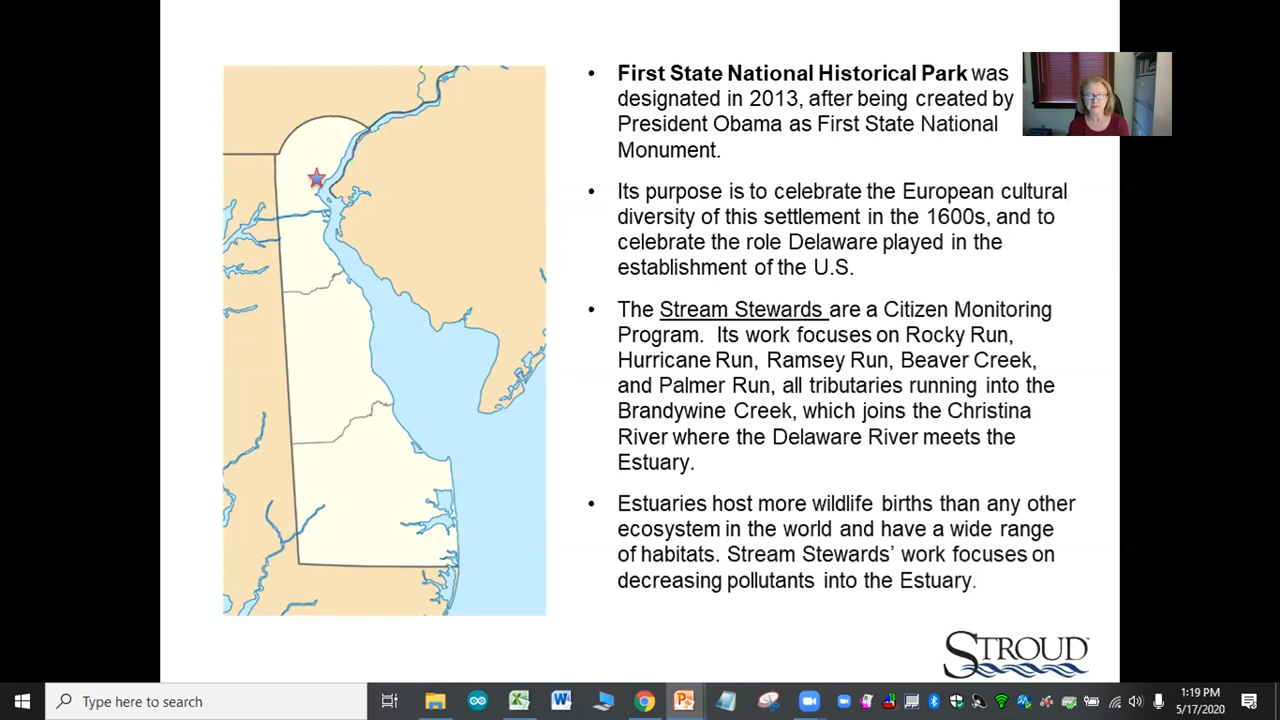 • First State National Historical Park was
designated in 2013, after being created by
President Obama as First State National
Monument.
• Its purpose is to celebrate the European cultural
diversity of this settlement in the 1600s, and to
celebrate the role Delaware played in the
establishment of the U.S.
• The Stream Stewards are a Citizen Monitoring
Program. Its work focuses on Rocky Run,
Hurricane Run, Ramsey Run, Beaver Creek,
and Palmer Run, all tributaries running into the
Brandywine Creek, which joins the Christina
River where the Delaware River meets the
Estuary.
• Estuaries host more wildlife births than any other
ecosystem in the world and have a wide range
of habitats. Stream Stewards’ work focuses on
decreasing pollutants into the Estuary.
STROUD™
Type here to search
1:19 PM
5/17/2020